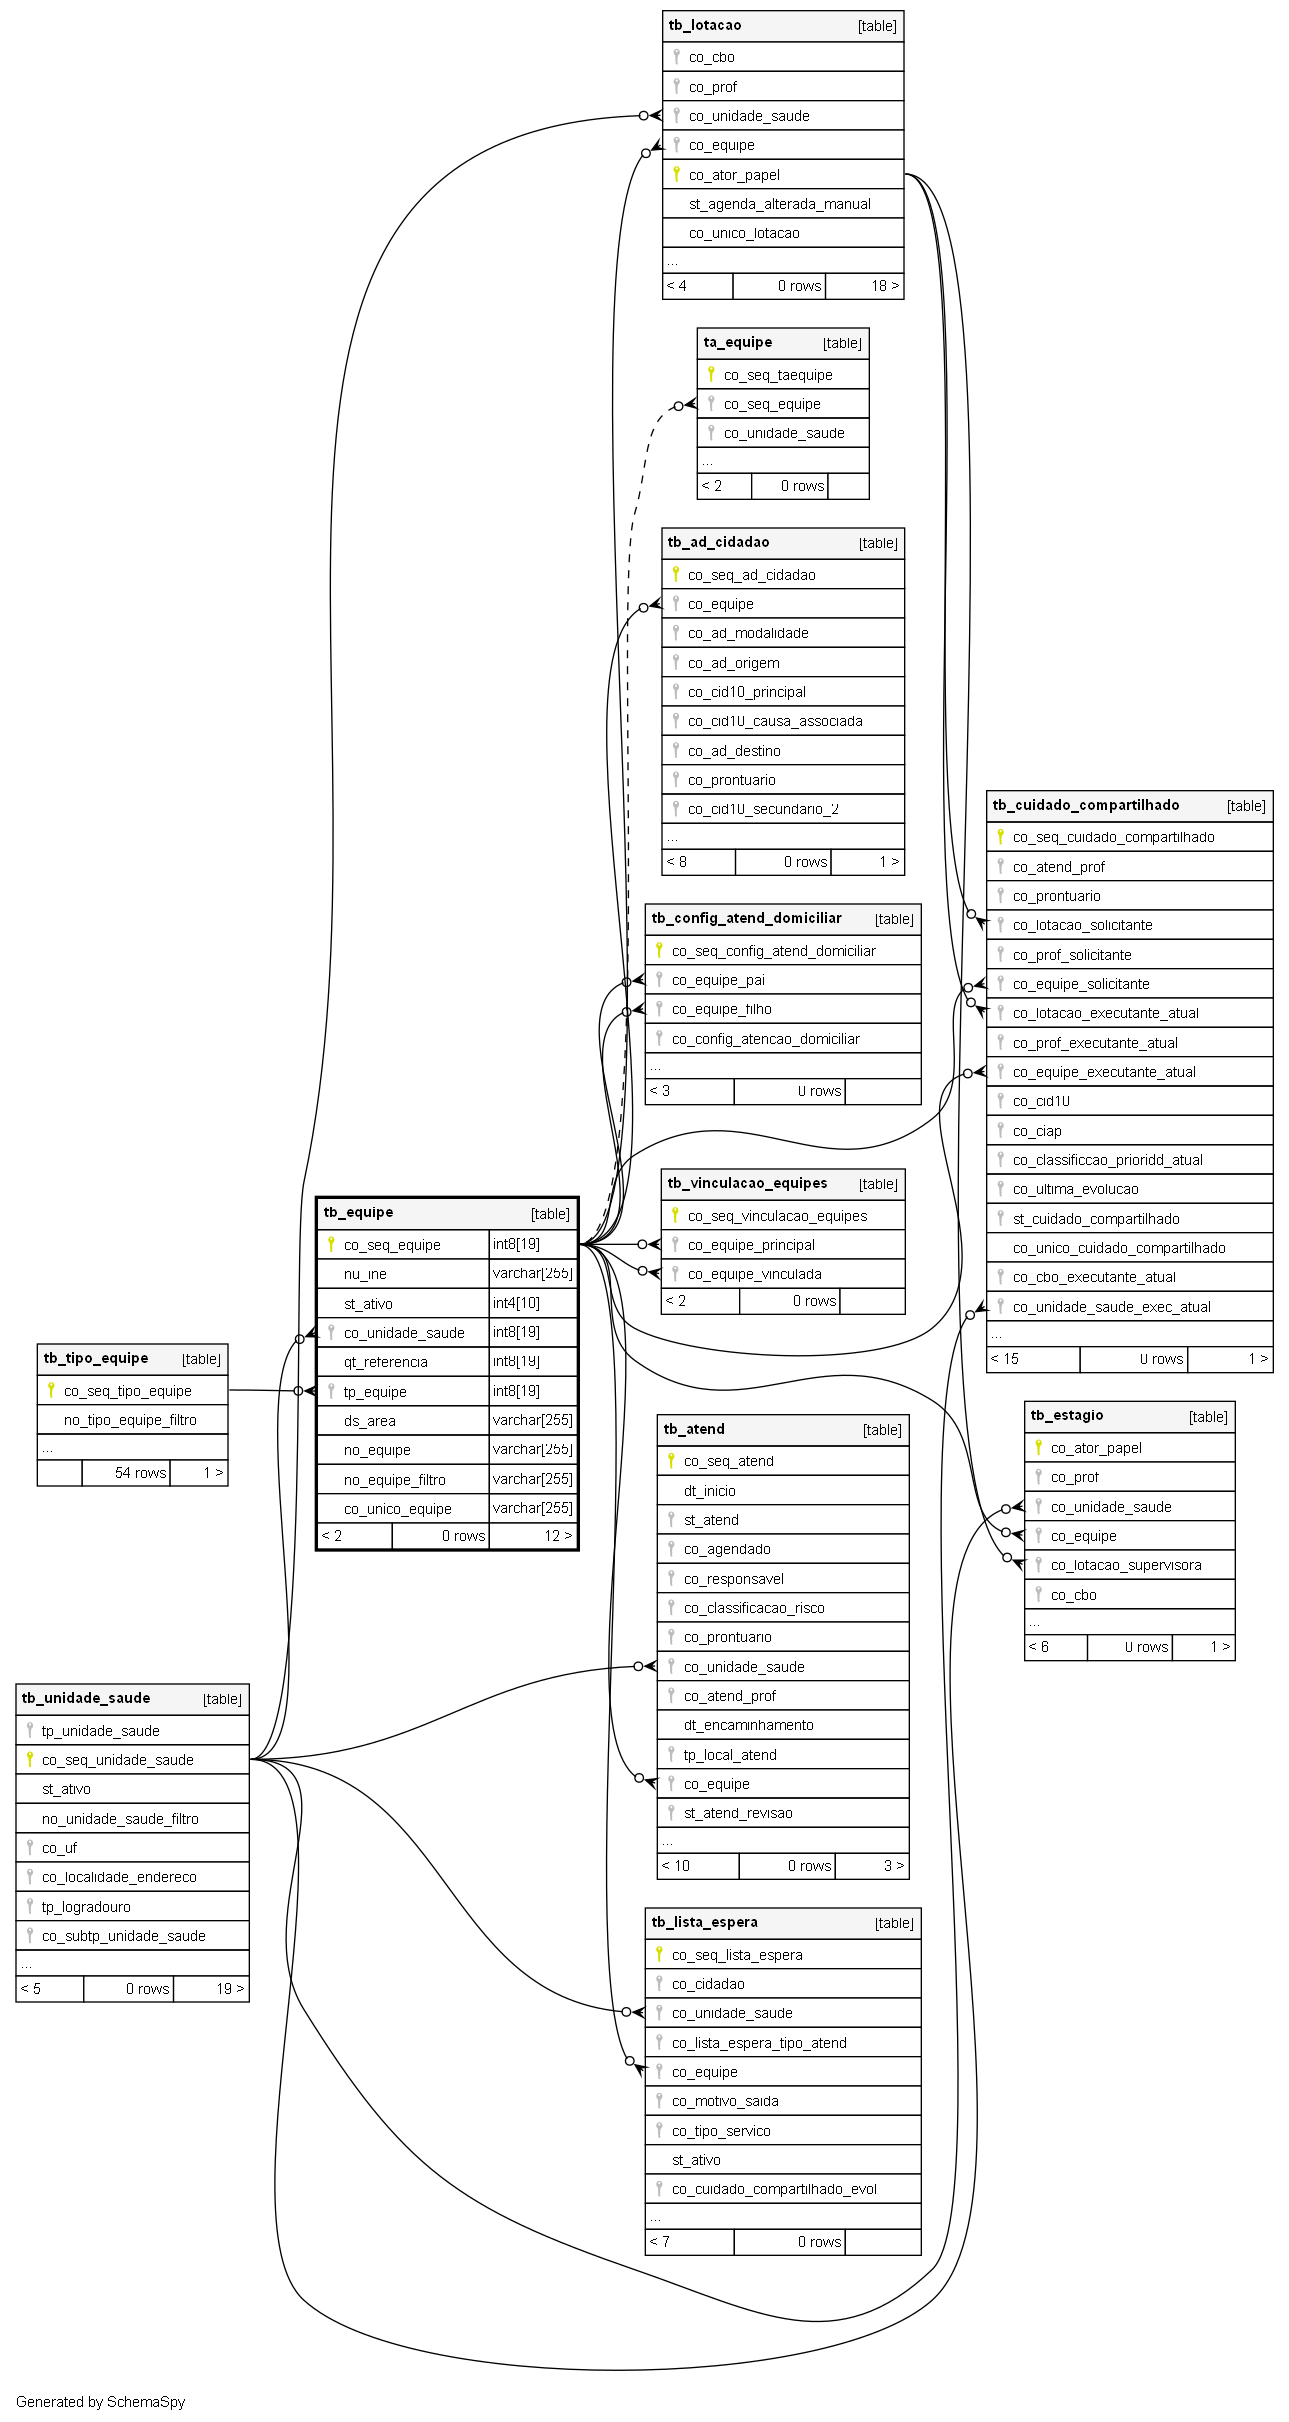 tb_lotacao [table]
co_cbo
co_prof
co_unidade_saude
co_equipe
co_ator_papel
st_agenda_alterada_manual
co_unico_lotacao
...
< 4 0 rows 18 >
ta_equipe [table]
co_seq_taequipe
co_seq_equipe
co_unidade_saude
...
< 2 0 rows
tb_ad_cidadao [table]
co_seq_ad_cidadao
co_equipe
co_ad_modalidade
co_ad_origem
co_cid10_principal
co_cid10_causa_associada
co_ad_destino
co_prontuario
co_cid10_secundario_2
...
< 8 0 rows 1 >
tb_config_atend_domiciliar [table]
co_seq_config_atend_domiciliar
co_equipe_pai
co_equipe_filho
co_config_atencao_domiciliar
...
< 3 0 rows
tb_cuidado_compartilhado [table]
co_seq_cuidado_compartilhado
co_atend_prof
co_prontuario
co_lotacao_solicitante
co_prof_solicitante
co_equipe_solicitante
co_lotacao_executante_atual
co_prof_executante_atual
co_equipe_executante_atual
co_cid10
co_ciap
co_classificcao_prioridd_atual
co_ultima_evolucao
st_cuidado_compartilhado
co_unico_cuidado_compartilhado
co_cbo_executante_atual
co_unidade_saude_exec_atual
...
< 15 0 rows 1 >
tb_vinculacao_equipes [table]
co_seq_vinculacao_equipes
co_equipe_principal
co_equipe_vinculada
< 2 0 rows
tb_equipe [table]
co_seq_equipe int8[19]
nu_ine varchar[255]
st_ativo int4[10]
co_unidade_saude int8[19]
qt_referencia int8[19]
tp_equipe int8[19]
ds_area varchar[255]
no_equipe varchar[255]
no_equipe_filtro varchar[255]
co_unico_equipe varchar[255]
< 2 0 rows 12 >
tb_tipo_equipe [table]
co_seq_tipo_equipe
no_tipo_equipe_filtro
...
54 rows 1 >
tb_estagio [table]
co_ator_papel
co_prof
co_unidade_saude
co_equipe
co_lotacao_supervisora
co_cbo
...
< 6 0 rows 1 >
tb_atend [table]
co_seq_atend
dt_inicio
st_atend
co_agendado
co_responsavel
co_classificacao_risco
co_prontuario
co_unidade_saude
co_atend_prof
dt_encaminhamento
tp_local_atend
co_equipe
st_atend_revisao
...
< 10 0 rows 3 >
tb_unidade_saude [table]
tp_unidade_saude
co_seq_unidade_saude
st_ativo
no_unidade_saude_filtro
co_uf
co_localidade_endereco
tp_logradouro
co_subtp_unidade_saude
...
< 5 0 rows 19 >
tb_lista_espera [table]
co_seq_lista_espera
co_cidadao
co_unidade_saude
co_lista_espera_tipo_atend
co_equipe
co_motivo_saida
co_tipo_servico
st_ativo
co_cuidado_compartilhado_evol
...
< 7 0 rows
Generated by SchemaSpy